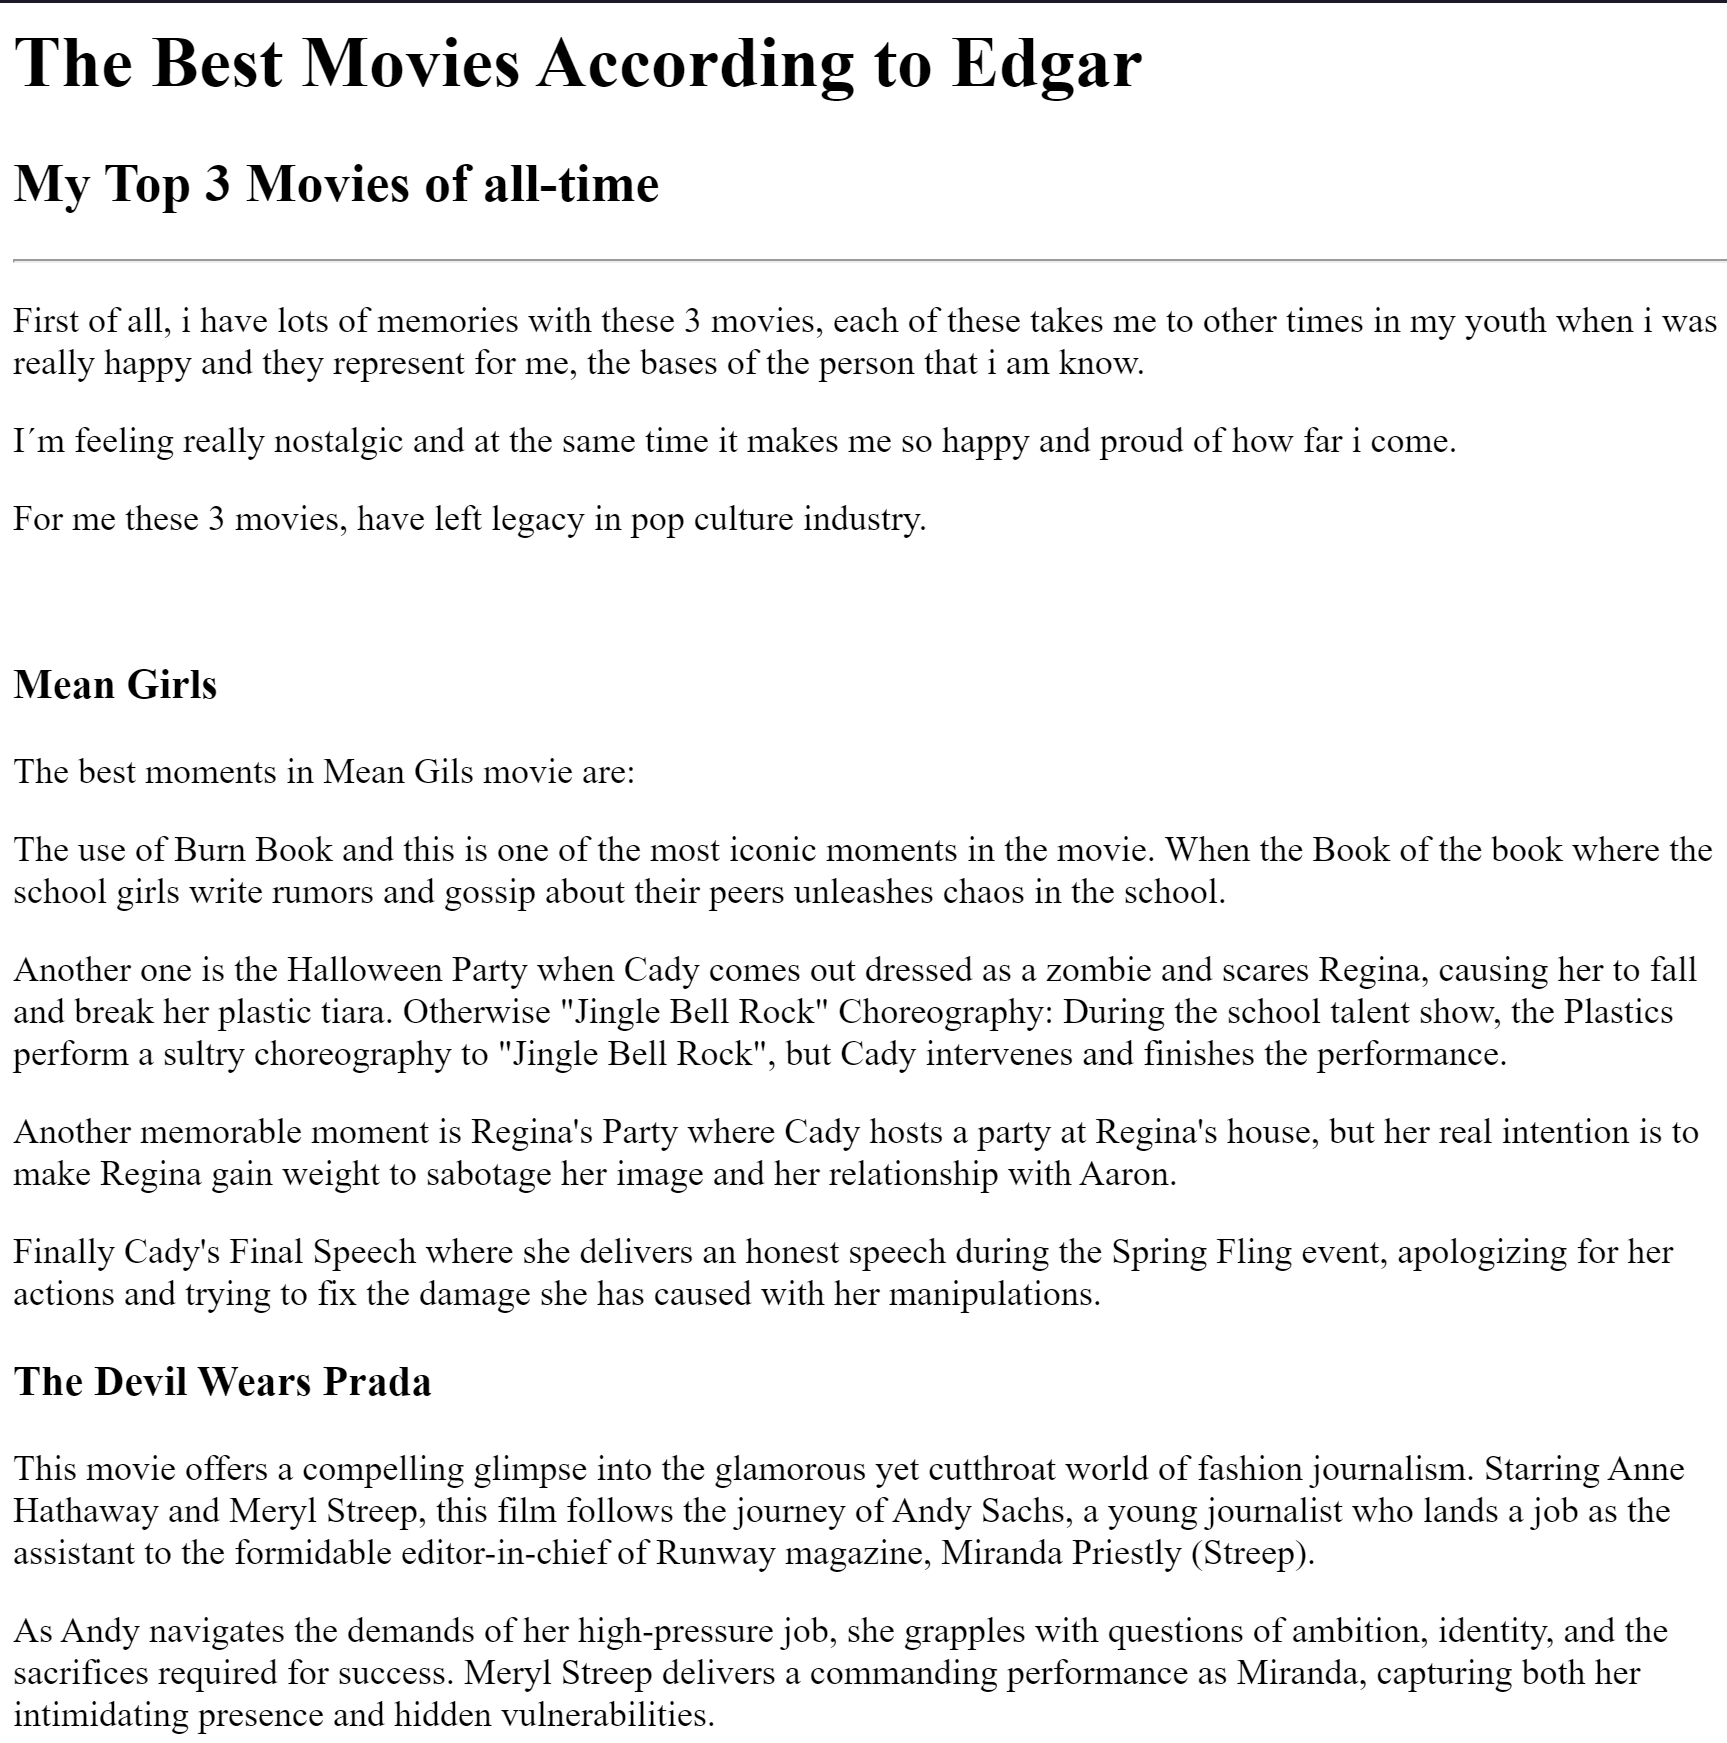 The Best Movies According to Edgar
My Top 3 Movies of all-time
First of all, i have lots of memories with these 3 movies, each of these takes me to other times in my youth when i was
really happy and they represent for me, the bases of the person that i am know.
I´m feeling really nostalgic and at the same time it makes me so happy and proud of how far i come.
For me these 3 movies, have left legacy in pop culture industry.
Mean Girls
The best moments in Mean Gils movie are:
The use of Burn Book and this is one of the most iconic moments in the movie. When the Book of the book where the
school girls write rumors and gossip about their peers unleashes chaos in the school.
Another one is the Halloween Party when Cady comes out dressed as a zombie and scares Regina, causing her to fall
and break her plastic tiara. Otherwise "Jingle Bell Rock" Choreography: During the school talent show, the Plastics
perform a sultry choreography to "Jingle Bell Rock", but Cady intervenes and finishes the performance.
Another memorable moment is Regina's Party where Cady hosts a party at Regina's house, but her real intention is to
make Regina gain weight to sabotage her image and her relationship with Aaron.
Finally Cady's Final Speech where she delivers an honest speech during the Spring Fling event, apologizing for her
actions and trying to fix the damage she has caused with her manipulations.
The Devil Wears Prada
This movie offers a compelling glimpse into the glamorous yet cutthroat world of fashion journalism. Starring Anne
Hathaway and Meryl Streep, this film follows the journey of Andy Sachs, a young journalist who lands a job as the
assistant to the formidable editor-in-chief of Runway magazine, Miranda Priestly (Streep).
As Andy navigates the demands of her high-pressure job, she grapples with questions of ambition, identity, and the
sacrifices required for success. Meryl Streep delivers a commanding performance as Miranda, capturing both her
intimidating presence and hidden vulnerabilities.